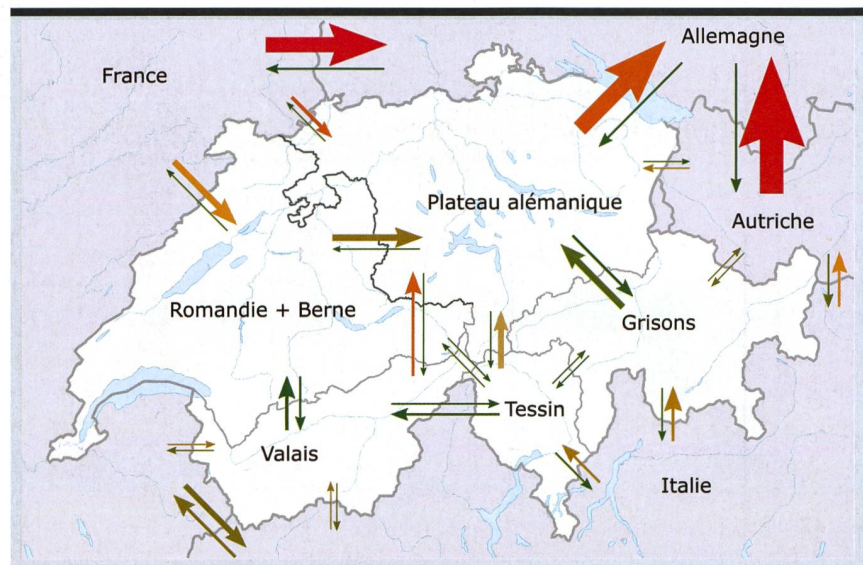 Allemagne
France
Plateau alémanique
Autriche
Romandie + Berne
Grisons
Tessin
Valais
Italie